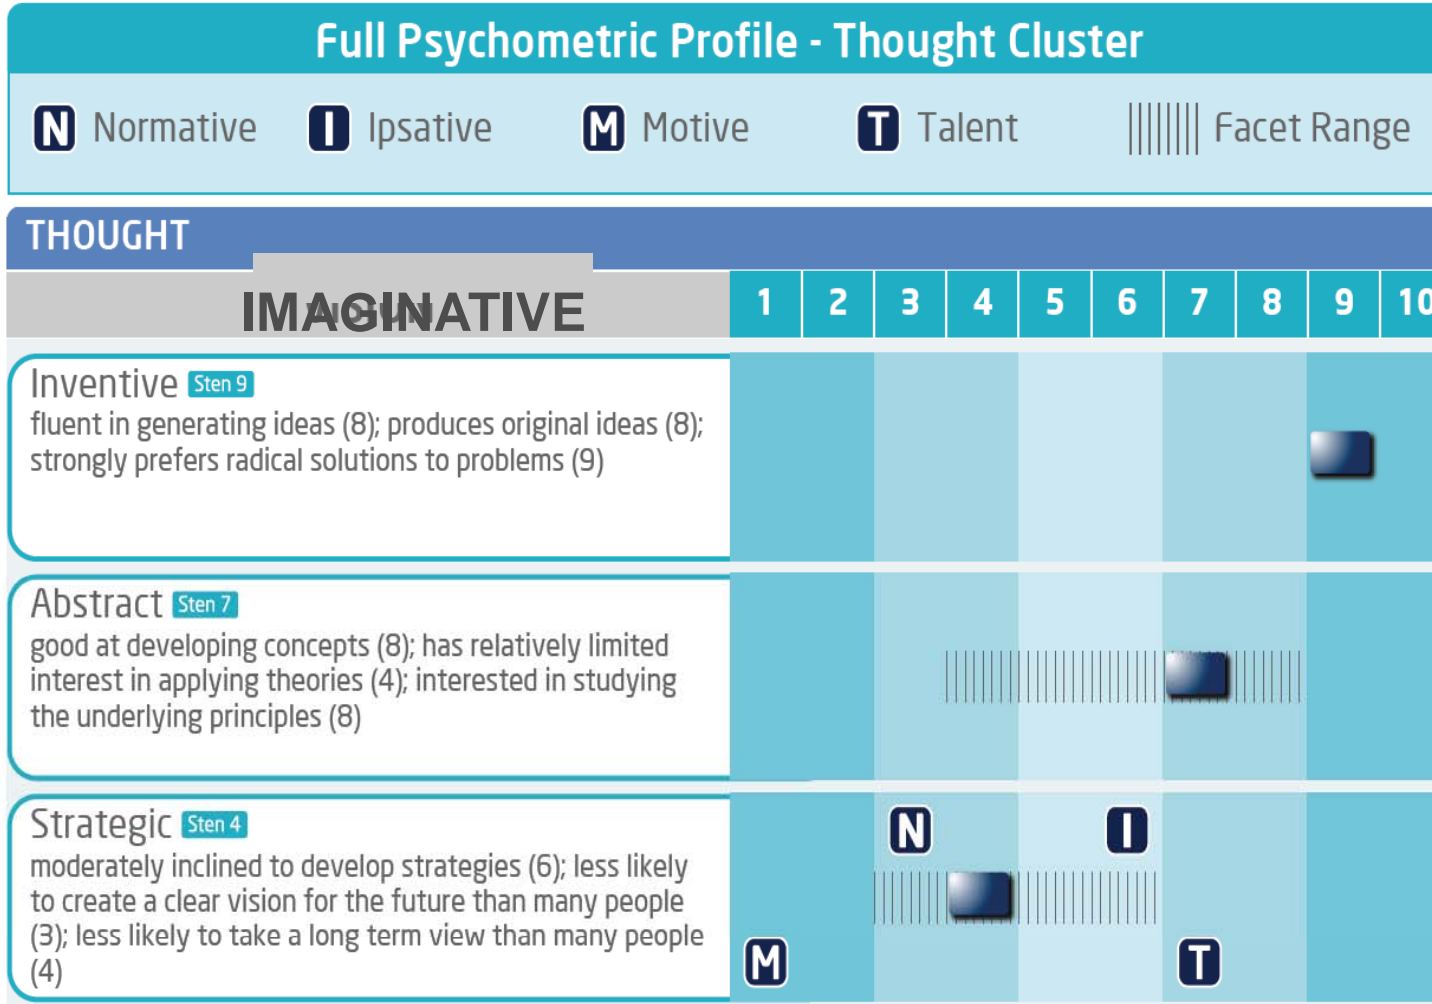 Full Psychometric Profile - Thought Cluster
N Normative I Ipsative M Motive T Talent Facet Range
THOUGHT
IMAGINATIVE 1 2 3 4 5 6 7 8 9 10
Inventive Sten 9
fluent in generating ideas (8); produces original ideas (8);
strongly prefers radical solutions to problems (9)
Abstract Sten 7
good at developing concepts (8); has relatively limited
interest in applying theories (4); interested in studying
the underlying principles (8)
Strategic Sten 4
N I
moderately inclined to develop strategies (6); less likely
to create a clear vision for the future than many people
(3); less likely to take a long term view than many people
(4)
M T